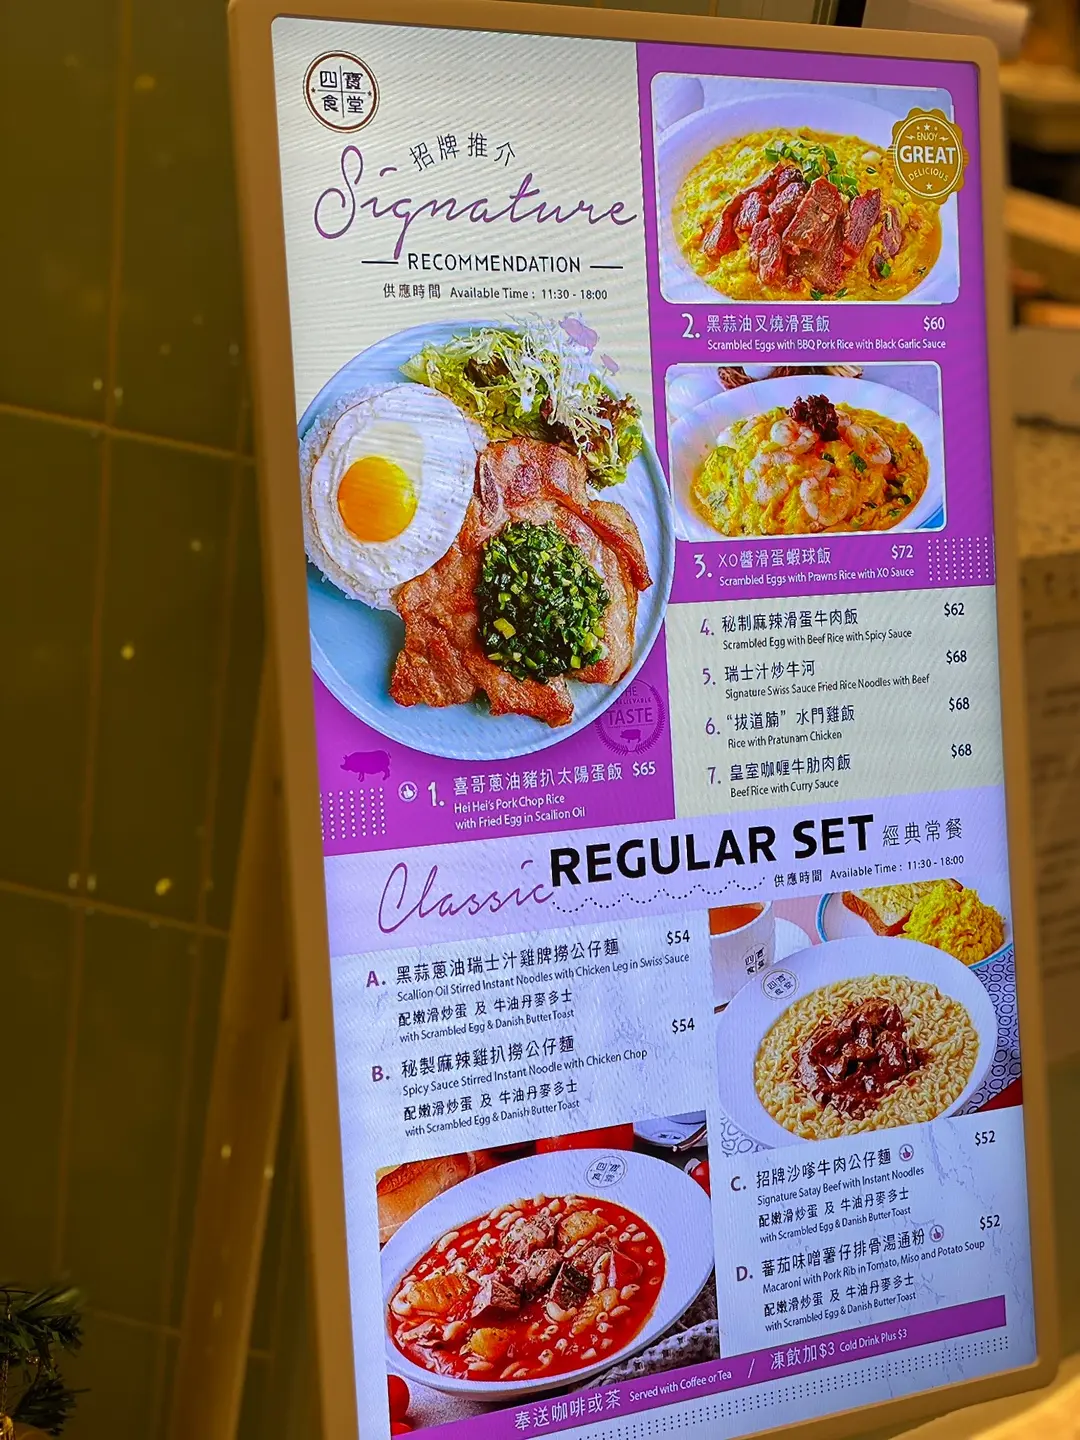 四寶
食堂
招牌推介
Signature
RECOMMENDATION
供應時間 Available Time : 11:30 - 18:00
ENJOY
GREAT
DELICIOUS
2. 黑蒜油叉燒滑蛋飯 $60
Scrambled Eggs with BBQ Pork Rice with Black Garlic Sauce
3. XO醬滑蛋蝦球飯 $72
Scrambled Eggs with Prawns Rice with XO Sauce
4. 秘制麻辣滑蛋牛肉飯 $62
Scrambled Egg with Beef Rice with Spicy Sauce
5. 瑞士汁炒牛河 $68
Signature Swiss Sauce Fried Rice Noodles with Beef
6. “拔道腩” 水門雞飯 $68
Rice with Pratunam Chicken
7. 皇室咖喱牛肋肉飯 $68
Beef Rice with Curry Sauce
TASTE
1. 喜哥蔥油豬扒太陽蛋飯 $65
Hei Hei's Pork Chop Rice
with Fried Egg in Scallion Oil
Classic REGULAR SET 經典常餐
供應時間 Available Time : 11:30 - 18:00
A. 黑蒜蔥油瑞士汁雞髀撈公仔麵 $54
Scallion Oil Stirred Instant Noodles with Chicken Leg in Swiss Sauce
配嫩滑炒蛋 及 牛油丹麥多士
with Scrambled Egg & Danish Butter Toast
B. 秘製麻辣雞扒撈公仔麵 $54
Spicy Sauce Stirred Instant Noodle with Chicken Chop
配嫩滑炒蛋 及 牛油丹麥多士
with Scrambled Egg & Danish Butter Toast
四寶
食堂
四寶
食堂
四寶
食堂
C. 招牌沙嗲牛肉公仔麵 $52
Signature Satay Beef with Instant Noodles
配嫩滑炒蛋 及 牛油丹麥多士
with Scrambled Egg & Danish Butter Toast
D. 蕃茄味噌薯仔排骨湯通粉 $52
Macaroni with Pork Rib in Tomato, Miso and Potato Soup
配嫩滑炒蛋 及 牛油丹麥多士
with Scrambled Egg & Danish Butter Toast
奉送咖啡或茶 Served with Coffee or Tea / 凍飲加$3 Cold Drink Plus $3